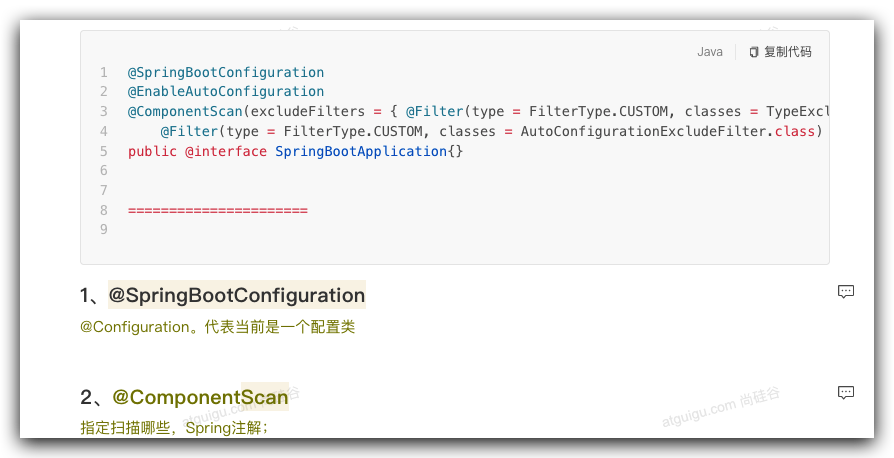 Java 复制代码
1 @SpringBootConfiguration
2 @EnableAutoConfiguration
3 @ComponentScan(excludeFilters = { @Filter(type = FilterType.CUSTOM, classes = TypeExcl
4 @Filter(type = FilterType.CUSTOM, classes = AutoConfigurationExcludeFilter.class)
5 public @interface SpringBootApplication{}
6
7
8 ======================
9
1、@SpringBootConfiguration
@Configuration。代表当前是一个配置类
2、@ComponentScan
atguigu.com 尚硅谷
atguigu.com 尚硅谷
指定扫描哪些，Spring注解；